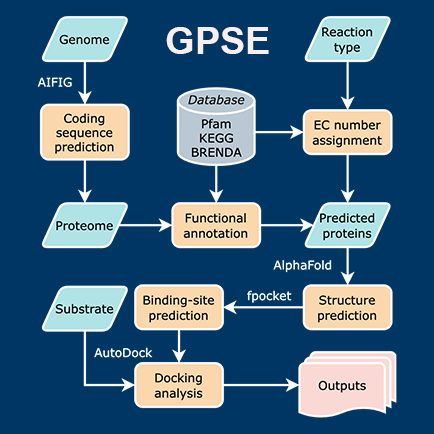 GPSE
Genome
Reaction
type
AIFIG
Coding
sequence
prediction
Database
Pfam
KEGG
BRENDA
EC number
assignment
Proteome
Functional
annotation
Predicted
proteins
AlphaFold
Substrate
Binding-site
prediction
fpocket
Structure
prediction
AutoDock
Docking
analysis
Outputs